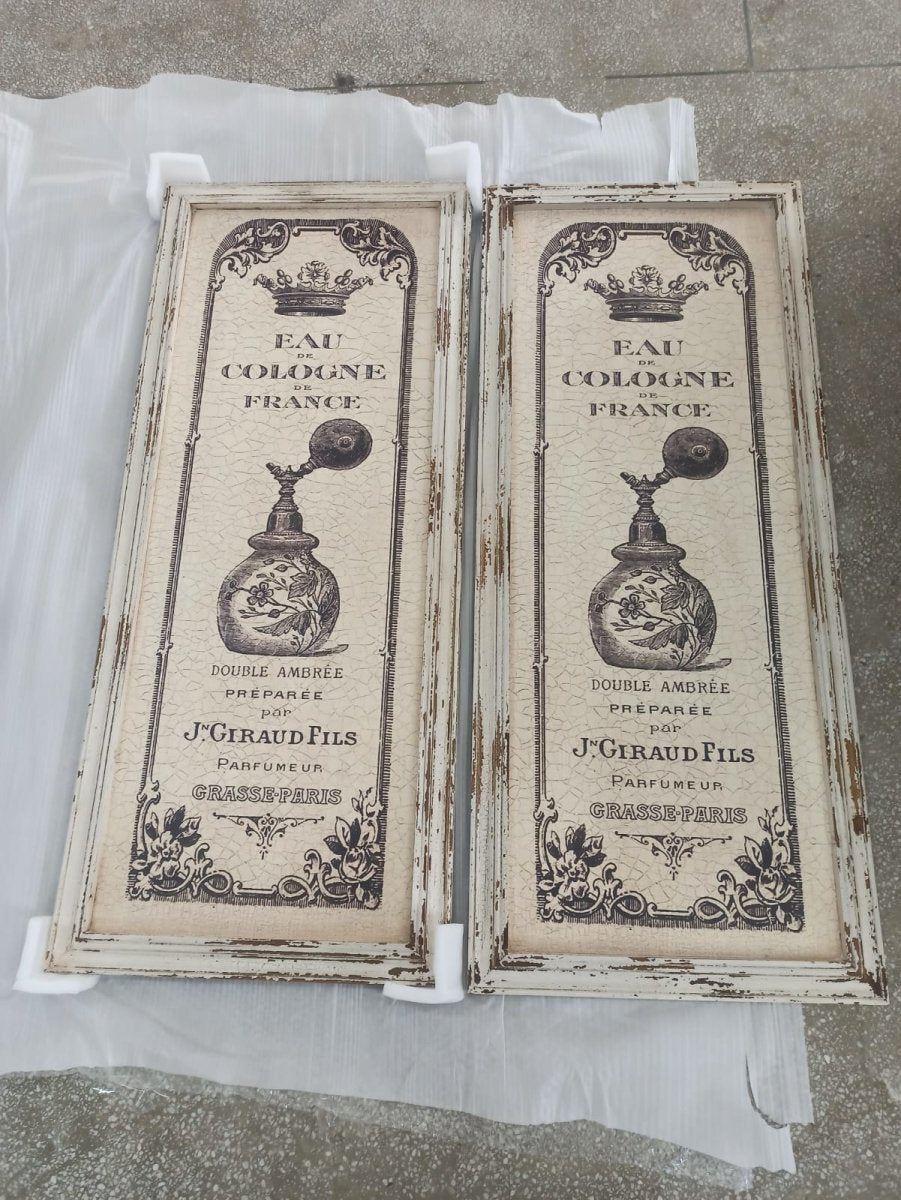 EAU
DE
COLOGNE
DE
FRANCE
DOUBLE AMBRÉE
PRÉPARÉE
par
Jᴺ. GIRAUD FILS
PARFUMEUR
GRASSE-PARIS
EAU
DE
COLOGNE
DE
FRANCE
DOUBLE AMBRÉE
PRÉPARÉE
par
Jᴺ. GIRAUD FILS
PARFUMEUR
GRASSE-PARIS